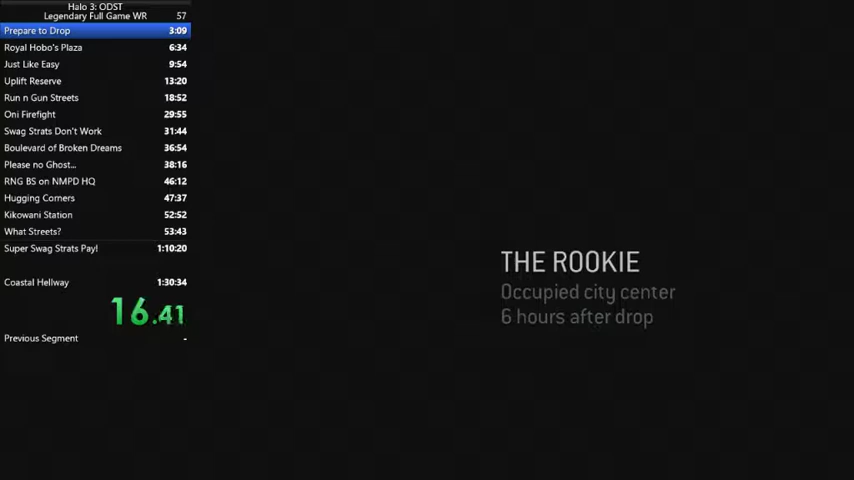 Halo 3: ODST
Legendary Full Game WR 57
Prepare to Drop 3:09
Royal Hobo's Plaza 6:34
Just Like Easy 9:54
Uplift Reserve 13:20
Run n Gun Streets 18:52
Oni Firefight 29:55
Swag Strats Don't Work 31:44
Boulevard of Broken Dreams 36:54
Please no Ghost... 38:16
RNG BS on NMPD HQ 46:12
Hugging Corners 47:37
Kikowani Station 52:52
What Streets? 53:43
Super Swag Strats Pay! 1:10:20
Coastal Hellway 1:30:34
16.41
Previous Segment -
THE ROOKIE
Occupied city center
6 hours after drop